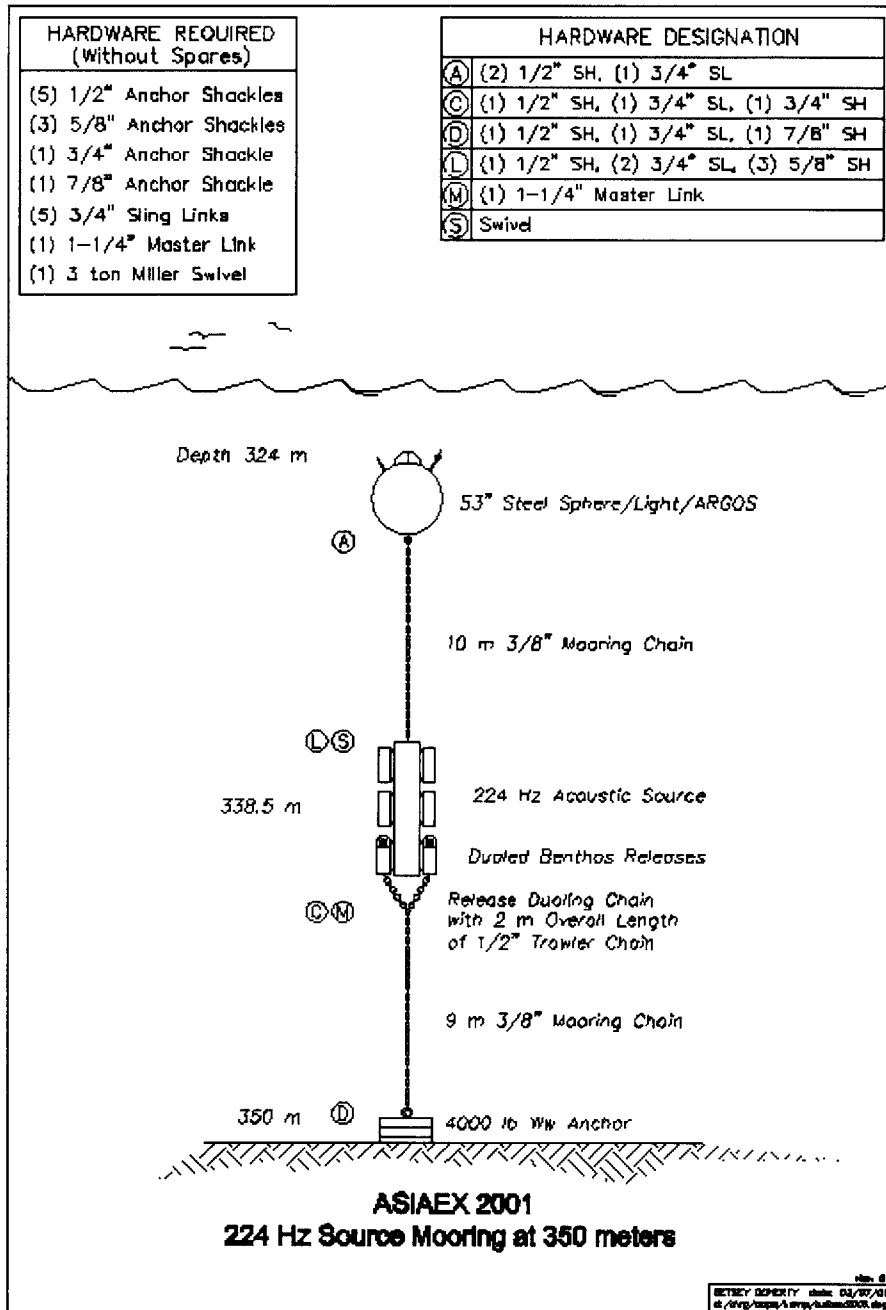 HARDWARE REQUIRED
(Without Spares)
(5) 1/2" Anchor Shackles
(3) 5/8" Anchor Shackles
(1) 3/4" Anchor Shackle
(1) 7/8" Anchor Shackle
(5) 3/4" Sling Links
(1) 1-1/4" Master Link
(1) 3 ton Miller Swivel
HARDWARE DESIGNATION
A (2) 1/2" SH, (1) 3/4" SL
C (1) 1/2" SH, (1) 3/4" SL, (1) 3/4" SH
D (1) 1/2" SH, (1) 3/4" SL, (1) 7/8" SH
L (1) 1/2" SH, (2) 3/4" SL, (3) 5/8" SH
M (1) 1-1/4" Master Link
S Swivel
Depth 324 m
53" Steel Sphere/Light/ARGOS
A
10 m 3/8" Mooring Chain
L S
338.5 m
224 Hz Acoustic Source
Dualed Benthos Releases
C M
Release Dualing Chain
with 2 m Overall Length
of 1/2" Trawler Chain
9 m 3/8" Mooring Chain
350 m D
4000 lb Ww Anchor
ASIAEX 2001
224 Hz Source Mooring at 350 meters